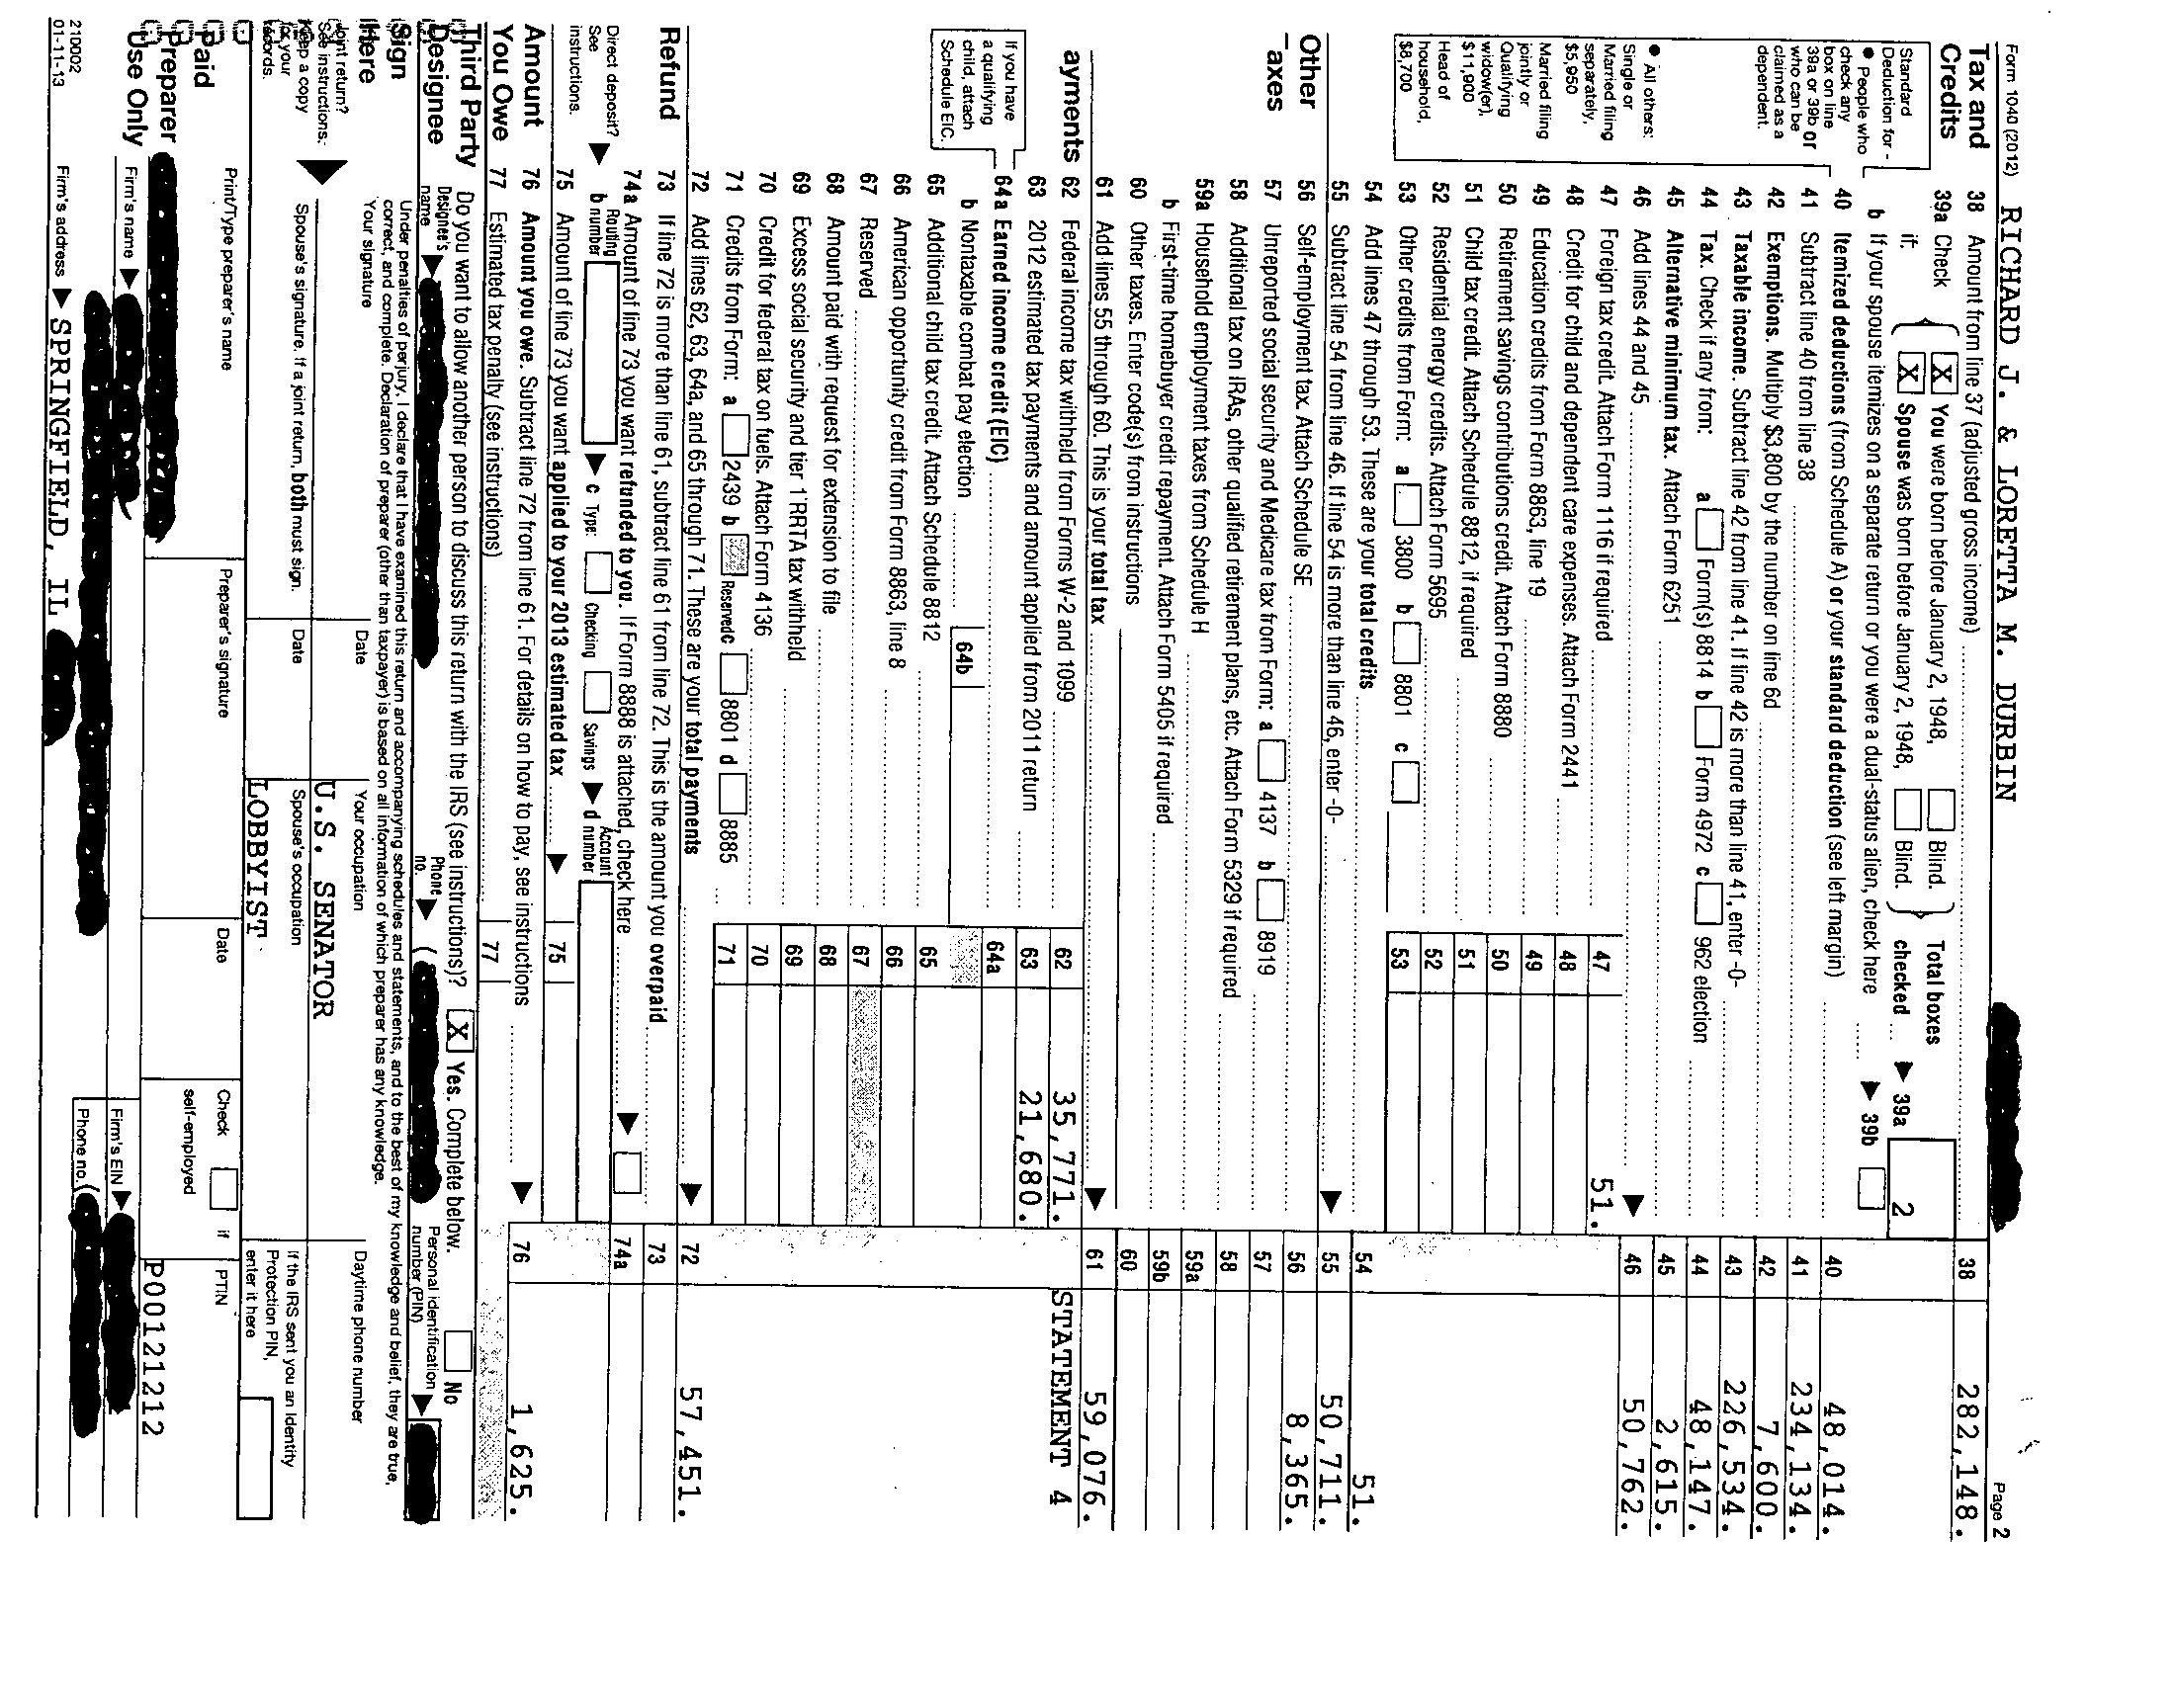 Form 1040 (2012) RICHARD J. & LORETTA M. DURBIN Page 2
Tax and Credits
38 Amount from line 37 (adjusted gross income) 38 282,148.
39a Check if: { X You were born before January 2, 1948, Blind. } Total boxes
X Spouse was born before January 2, 1948, Blind. checked ▶ 39a 2
b If your spouse itemizes on a separate return or you were a dual-status alien, check here ▶ 39b
Standard Deduction for -
● People who check any box on line 39a or 39b or who can be claimed as a dependent.
● All others:
Single or Married filing separately, $5,950
Married filing jointly or Qualifying widow(er), $11,900
Head of household, $8,700
40 Itemized deductions (from Schedule A) or your standard deduction (see left margin) 40 48,014.
41 Subtract line 40 from line 38 41 234,134.
42 Exemptions. Multiply $3,800 by the number on line 6d 42 7,600.
43 Taxable income. Subtract line 42 from line 41. If line 42 is more than line 41, enter -0- 43 226,534.
44 Tax. Check if any from: a Form(s) 8814 b Form 4972 c 962 election 44 48,147.
45 Alternative minimum tax. Attach Form 6251 45 2,615.
46 Add lines 44 and 45 ▶ 46 50,762.
47 Foreign tax credit. Attach Form 1116 if required 47 51.
48 Credit for child and dependent care expenses. Attach Form 2441 48
49 Education credits from Form 8863, line 19 49
50 Retirement savings contributions credit. Attach Form 8880 50
51 Child tax credit. Attach Schedule 8812, if required 51
52 Residential energy credits. Attach Form 5695 52
53 Other credits from Form: a 3800 b 8801 c 53
54 Add lines 47 through 53. These are your total credits 54 51.
55 Subtract line 54 from line 46. If line 54 is more than line 46, enter -0- ▶ 55 50,711.
Other axes
56 Self-employment tax. Attach Schedule SE 56 8,365.
57 Unreported social security and Medicare tax from Form: a 4137 b 8919 57
58 Additional tax on IRAs, other qualified retirement plans, etc. Attach Form 5329 if required 58
59a Household employment taxes from Schedule H 59a
b First-time homebuyer credit repayment. Attach Form 5405 if required 59b
60 Other taxes. Enter code(s) from instructions 60
61 Add lines 55 through 60. This is your total tax ▶ 61 59,076.
ayments
62 Federal income tax withheld from Forms W-2 and 1099 62 35,771. STATEMENT 4
63 2012 estimated tax payments and amount applied from 2011 return 63 21,680.
If you have a qualifying child, attach Schedule EIC.
64a Earned income credit (EIC) 64a
b Nontaxable combat pay election 64b
65 Additional child tax credit. Attach Schedule 8812 65
66 American opportunity credit from Form 8863, line 8 66
67 Reserved 67
68 Amount paid with request for extension to file 68
69 Excess social security and tier 1 RRTA tax withheld 69
70 Credit for federal tax on fuels. Attach Form 4136 70
71 Credits from Form: a 2439 b Reserved c 8801 d 8885 71
72 Add lines 62, 63, 64a, and 65 through 71. These are your total payments ▶ 72 57,451.
Refund
73 If line 72 is more than line 61, subtract line 61 from line 72. This is the amount you overpaid 73
74a Amount of line 73 you want refunded to you. If Form 8888 is attached, check here ▶ 74a
Direct deposit? See instructions. ▶ b Routing number ▶ c Type: Checking Savings ▶ d Account number
75 Amount of line 73 you want applied to your 2013 estimated tax ▶ 75
Amount You Owe
76 Amount you owe. Subtract line 72 from line 61. For details on how to pay, see instructions ▶ 76 1,625.
77 Estimated tax penalty (see instructions) 77
Third Party Designee
Do you want to allow another person to discuss this return with the IRS (see instructions)? X Yes. Complete below. No
Designee's name ▶ Phone no. ▶ ( Personal identification number (PIN) ▶
Sign Here
Under penalties of perjury, I declare that I have examined this return and accompanying schedules and statements, and to the best of my knowledge and belief, they are true,
correct, and complete. Declaration of preparer (other than taxpayer) is based on all information of which preparer has any knowledge.
Joint return? See instructions. Keep a copy for your records.
Your signature Date Your occupation Daytime phone number
U.S. SENATOR
Spouse's signature. If a joint return, both must sign. Date Spouse's occupation If the IRS sent you an Identity Protection PIN, enter it here
LOBBYIST
Paid Preparer Use Only
Print/Type preparer's name Preparer's signature Date Check if self-employed PTIN
P00121212
Firm's name ▶ Firm's EIN ▶
Phone no. (
Firm's address ▶ SPRINGFIELD, IL
210002
01-11-13